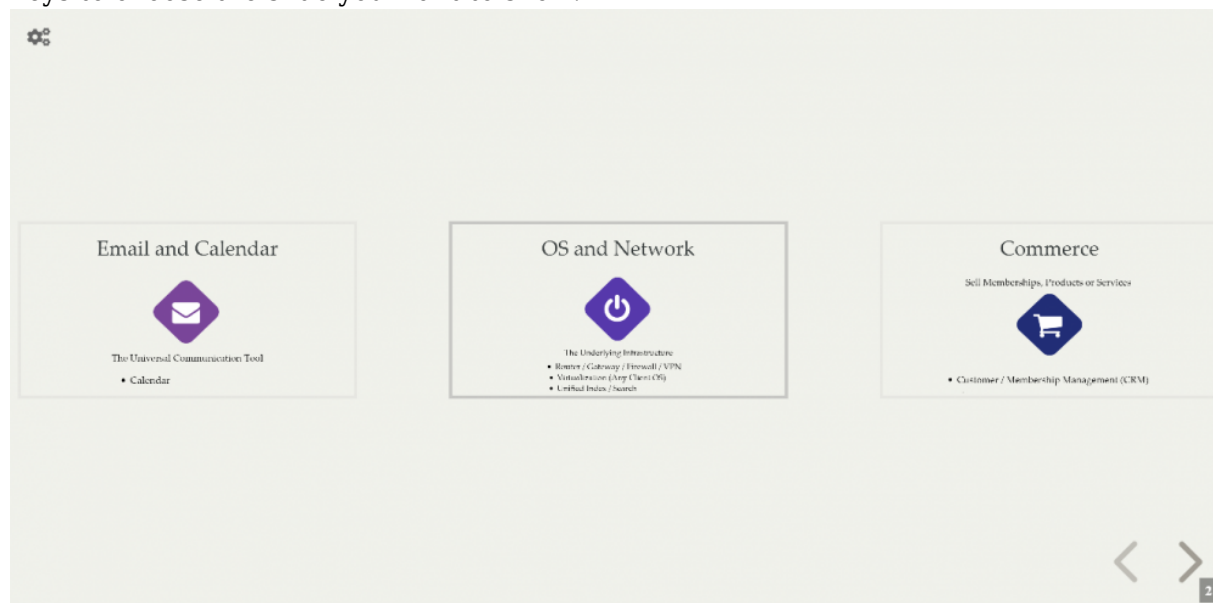 Email and Calendar
The Universal Communication Tool
• Calendar
OS and Network
The Underlying Infrastructure
• Router / Gateway / Firewall / VPN
• Virtualization (Any Client OS)
• Unified Index / Search
Commerce
Sell Memberships, Products or Services
• Customer / Membership Management (CRM)
2